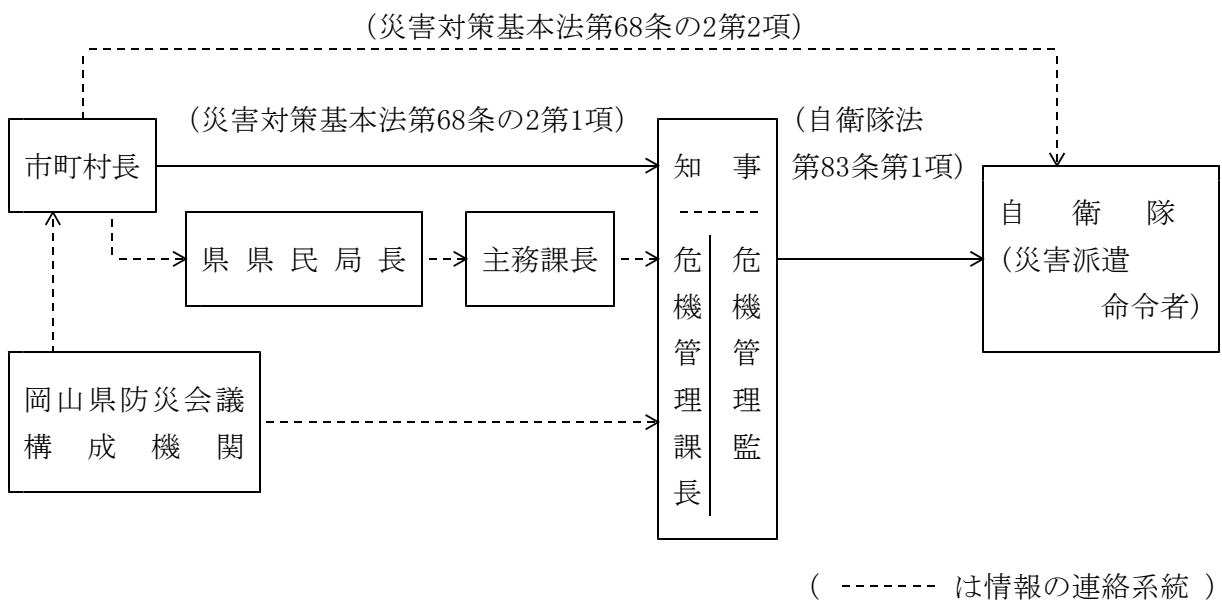 (災害対策基本法第68条の2第2項)
(災害対策基本法第68条の2第1項)
(自衛隊法
第83条第1項)
市町村長
知事
自衛隊
(災害派遣
命令者)
県県民局長
主務課長
危機管理課長
危機管理監
岡山県防災会議
構成機関
( ------- は情報の連絡系統 )